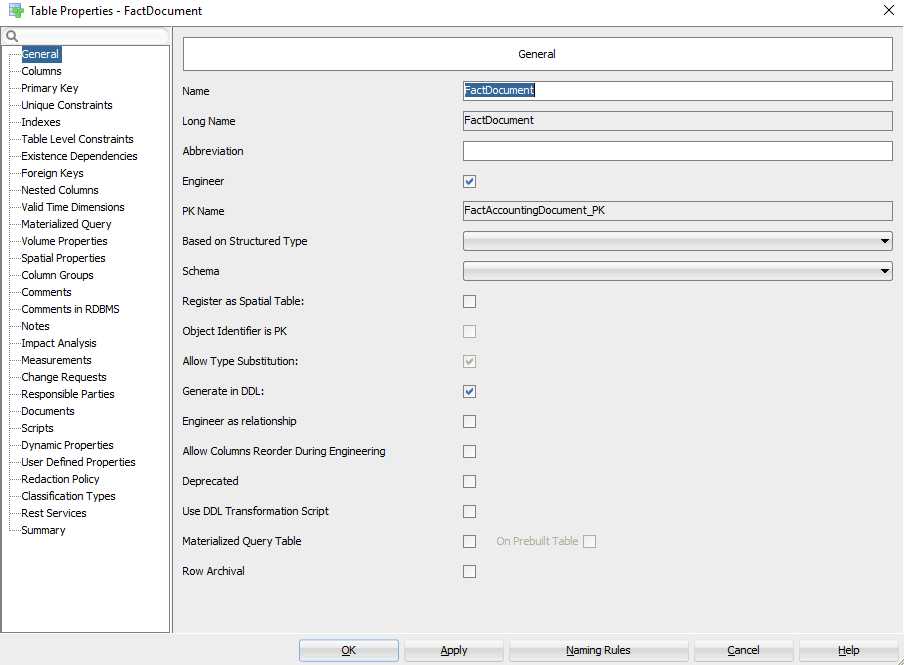 Table Properties - FactDocument
General
Columns
Primary Key
Unique Constraints
Indexes
Table Level Constraints
Existence Dependencies
Foreign Keys
Nested Columns
Valid Time Dimensions
Materialized Query
Volume Properties
Spatial Properties
Column Groups
Comments
Comments in RDBMS
Notes
Impact Analysis
Measurements
Change Requests
Responsible Parties
Documents
Scripts
Dynamic Properties
User Defined Properties
Redaction Policy
Classification Types
Rest Services
Summary
General
Name FactDocument
Long Name FactDocument
Abbreviation
Engineer
PK Name FactAccountingDocument_PK
Based on Structured Type
Schema
Register as Spatial Table:
Object Identifier is PK
Allow Type Substitution:
Generate in DDL:
Engineer as relationship
Allow Columns Reorder During Engineering
Deprecated
Use DDL Transformation Script
Materialized Query Table On Prebuilt Table
Row Archival
OK Apply Naming Rules Cancel Help